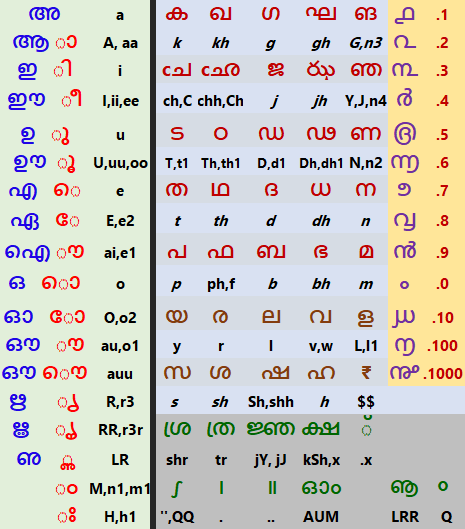 അ a ക ഖ ഗ ഘ ങ ൧ .1
ആ ാ A, aa k kh g gh G,n3 ൨ .2
ഇ ി i ച ഛ ജ ഝ ഞ ൩ .3
ഈ ീ I,ii,ee ch,C chh,Ch j jh Y,J,n4 ൪ .4
ഉ ു u ട ഠ ഡ ഢ ണ ൫ .5
ഊ ൂ U,uu,oo T,t1 Th,th1 D,d1 Dh,dh1 N,n2 ൬ .6
എ െ e ത ഥ ദ ധ ന ൭ .7
ഏ േ E,e2 t th d dh n ൮ .8
ഐ ൗ ai,e1 പ ഫ ബ ഭ മ ൯ .9
ഒ ൊ o p ph,f b bh m ൦ .0
ഓ ോ O,o2 യ ര ല വ ള ൰ .10
ഔ ൗ au,o1 y r l v,w L,l1 ൱ .100
ഔ ൌ auu സ ശ ഷ ഹ ₹ ൲ .1000
ഋ ൃ R,r3 s sh Sh,shh h $$
ൠ ൄ RR,r3r ശ്ര ത്ര ജ്ഞ ക്ഷ ്
ഌ ൢ LR shr tr jY, jJ kSh,x .x
ം M,n1,m1 ഽ । ॥ ഓം ൡ ം
ഃ H,h1 '',QQ . .. AUM LRR Q